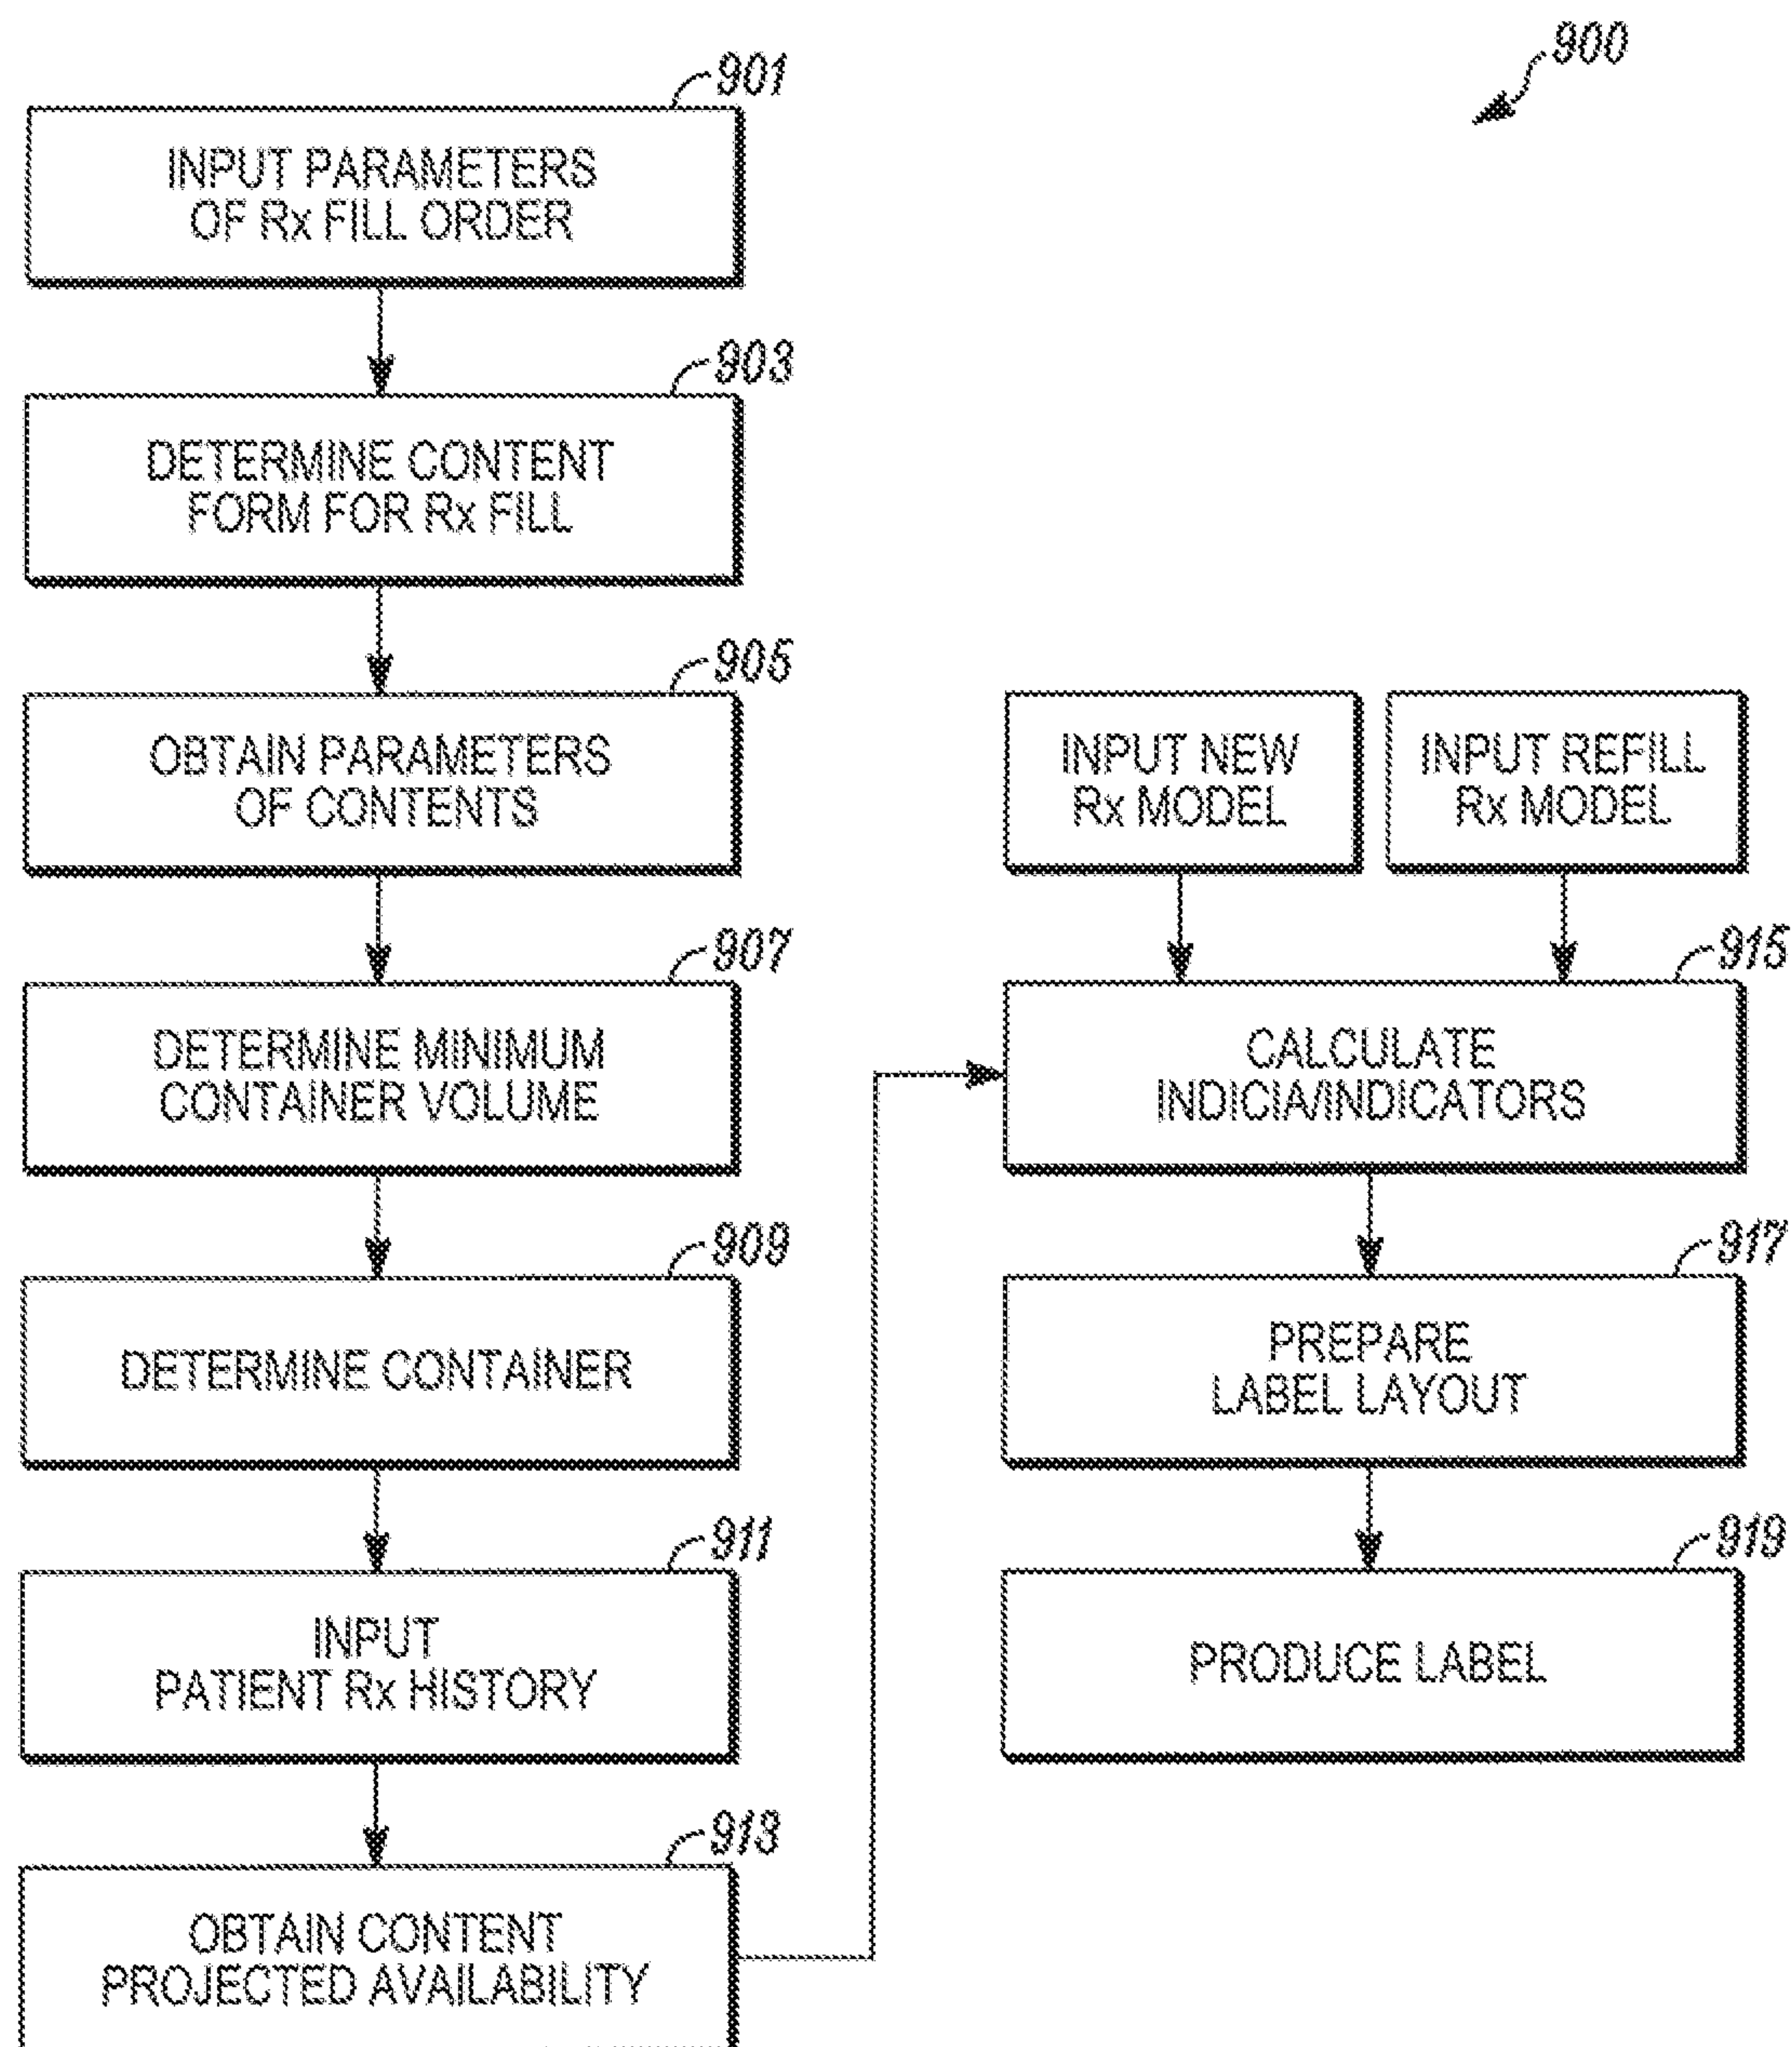 900
901
INPUT PARAMETERS
OF Rx FILL ORDER
903
DETERMINE CONTENT
FORM FOR Rx FILL
905
OBTAIN PARAMETERS
OF CONTENTS
907
DETERMINE MINIMUM
CONTAINER VOLUME
909
DETERMINE CONTAINER
911
INPUT
PATIENT Rx HISTORY
913
OBTAIN CONTENT
PROJECTED AVAILABILITY
INPUT NEW
Rx MODEL
INPUT REFILL
Rx MODEL
915
CALCULATE
INDICIA/INDICATORS
917
PREPARE
LABEL LAYOUT
919
PRODUCE LABEL